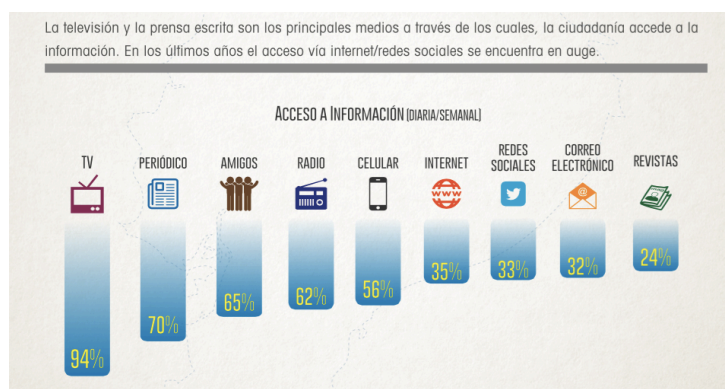 La televisión y la prensa escrita son los principales medios a través de los cuales, la ciudadanía accede a la
información. En los últimos años el acceso vía internet/redes sociales se encuentra en auge.
ACCESO A INFORMACIÓN (DIARIA/SEMANAL)
TV
PERIÓDICO
AMIGOS
RADIO
CELULAR
INTERNET
REDES
SOCIALES
CORREO
ELECTRÓNICO
REVISTAS
WWW
@
94%
70%
65%
62%
56%
35%
33%
32%
24%